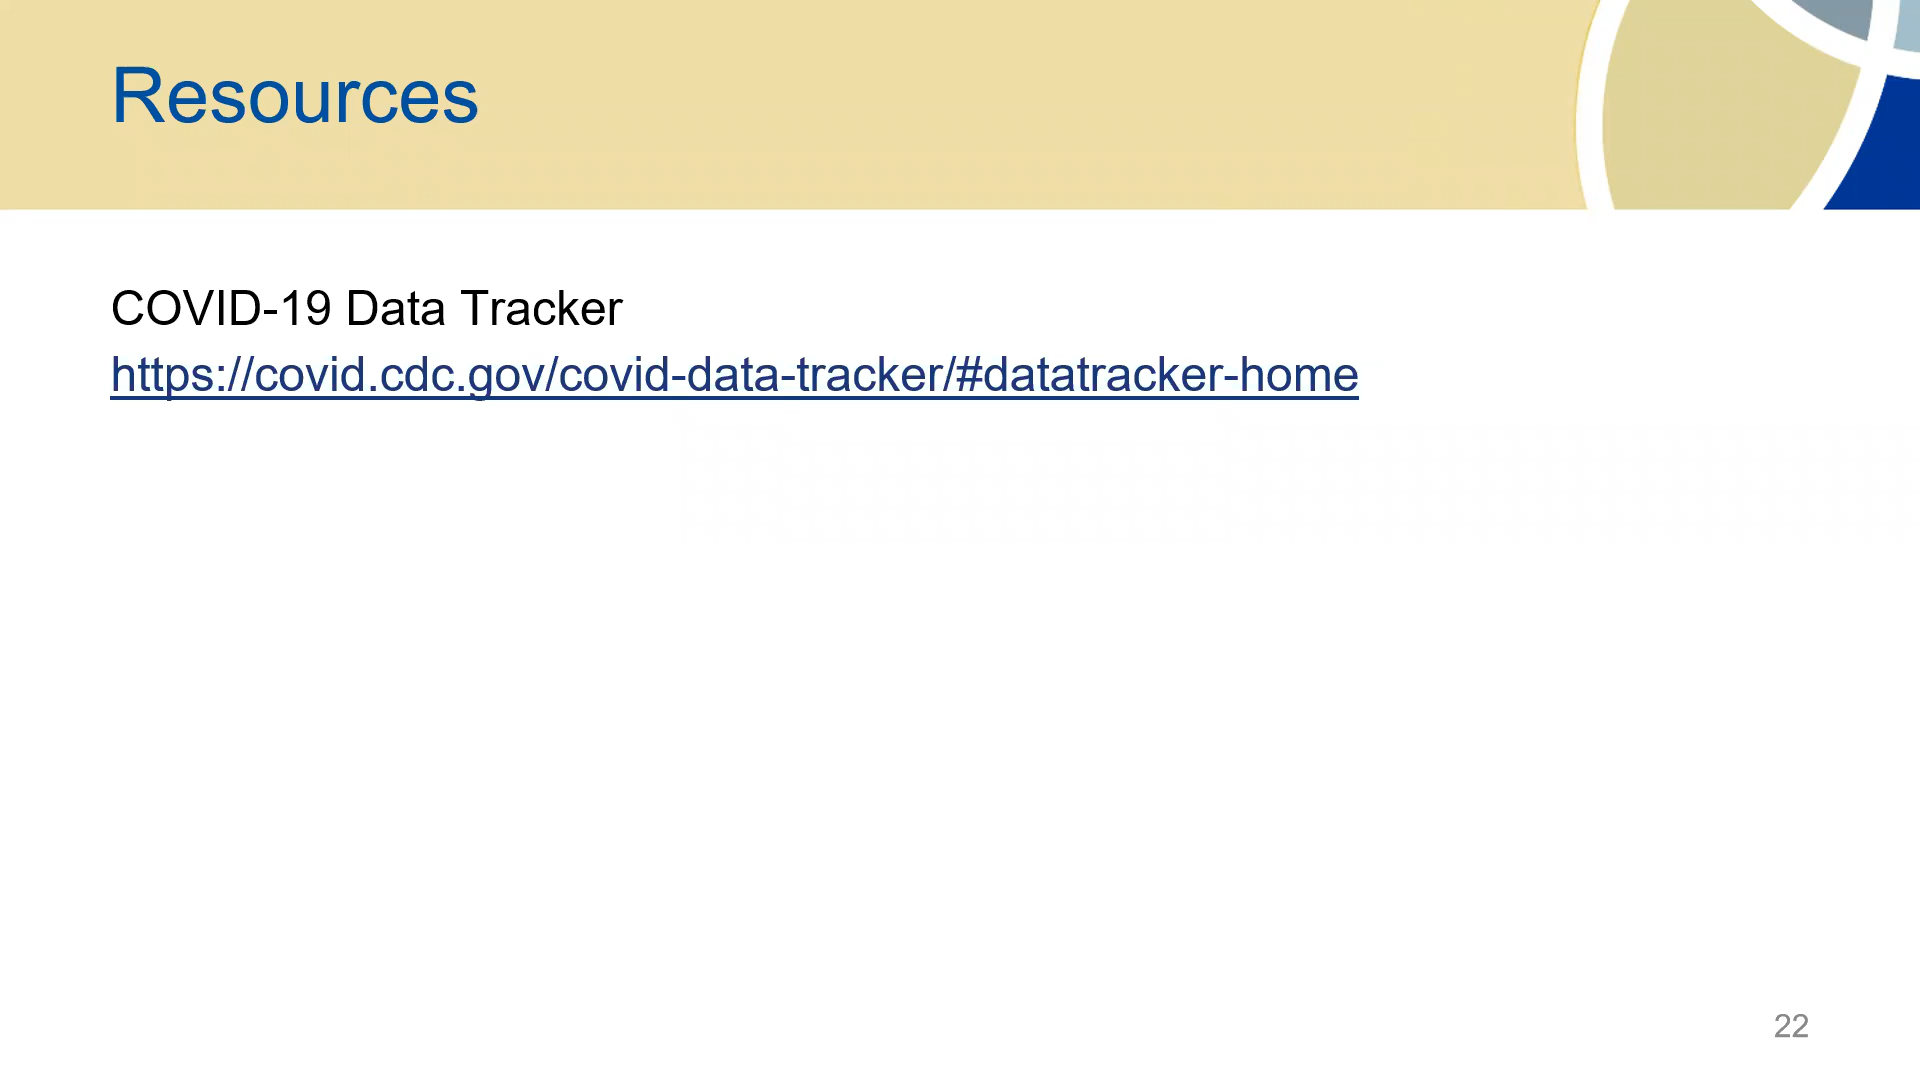 Resources
COVID-19 Data Tracker
https://covid.cdc.gov/covid-data-tracker/#datatracker-home
22